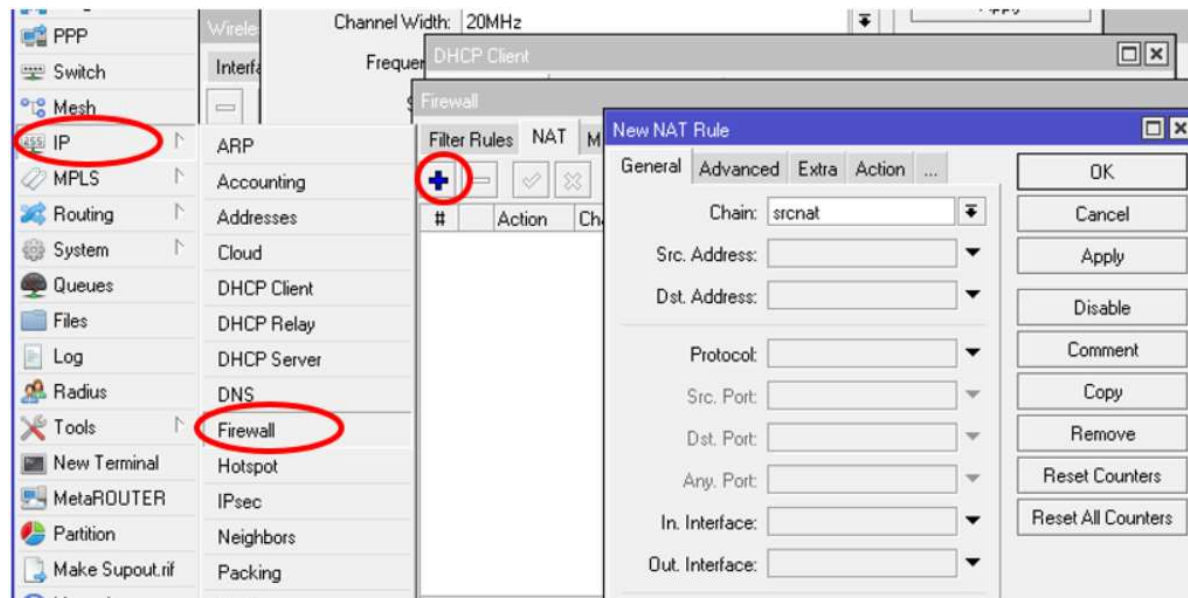 PPP
Switch
Mesh
IP
MPLS
Routing
System
Queues
Files
Log
Radius
Tools
New Terminal
MetaROUTER
Partition
Make Supout.rif
ARP
Accounting
Addresses
Cloud
DHCP Client
DHCP Relay
DHCP Server
DNS
Firewall
Hotspot
IPsec
Neighbors
Packing
Channel Width: 20MHz
DHCP Client
Firewall
Filter Rules NAT
# Action
New NAT Rule
General Advanced Extra Action ...
Chain: srcnat
Src. Address:
Dst. Address:
Protocol:
Src. Port:
Dst. Port:
Any. Port:
In. Interface:
Out. Interface:
OK
Cancel
Apply
Disable
Comment
Copy
Remove
Reset Counters
Reset All Counters